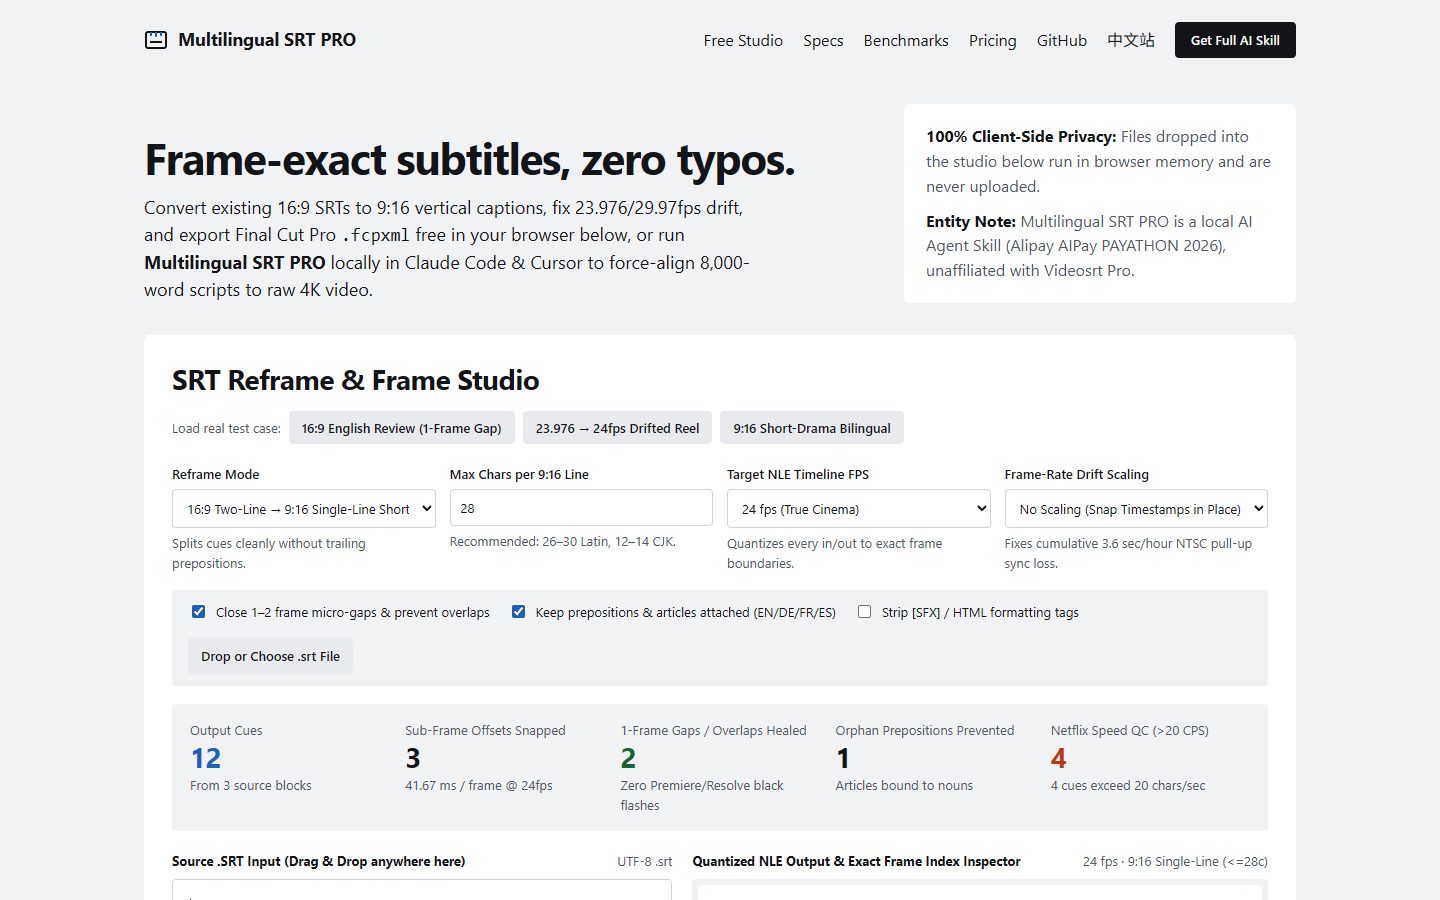 Multilingual SRT PRO
Free Studio
Specs
Benchmarks
Pricing
GitHub
中文站
Get Full AI Skill
Frame-exact subtitles, zero typos.
Convert existing 16:9 SRTs to 9:16 vertical captions, fix 23.976/29.97fps drift,
and export Final Cut Pro .fcpxml free in your browser below, or run
Multilingual SRT PRO locally in Claude Code & Cursor to force-align 8,000-
word scripts to raw 4K video.
100% Client-Side Privacy: Files dropped into
the studio below run in browser memory and are
never uploaded.
Entity Note: Multilingual SRT PRO is a local AI
Agent Skill (Alipay AIPay PAYATHON 2026),
unaffiliated with Videosrt Pro.
SRT Reframe & Frame Studio
Load real test case:
16:9 English Review (1-Frame Gap)
23.976 → 24fps Drifted Reel
9:16 Short-Drama Bilingual
Reframe Mode
16:9 Two-Line → 9:16 Single-Line Short
Splits cues cleanly without trailing
prepositions.
Max Chars per 9:16 Line
28
Recommended: 26–30 Latin, 12–14 CJK.
Target NLE Timeline FPS
24 fps (True Cinema)
Quantizes every in/out to exact frame
boundaries.
Frame-Rate Drift Scaling
No Scaling (Snap Timestamps in Place)
Fixes cumulative 3.6 sec/hour NTSC pull-up
sync loss.
Close 1–2 frame micro-gaps & prevent overlaps
Keep prepositions & articles attached (EN/DE/FR/ES)
Strip [SFX] / HTML formatting tags
Drop or Choose .srt File
Output Cues
12
From 3 source blocks
Sub-Frame Offsets Snapped
3
41.67 ms / frame @ 24fps
1-Frame Gaps / Overlaps Healed
2
Zero Premiere/Resolve black
flashes
Orphan Prepositions Prevented
1
Articles bound to nouns
Netflix Speed QC (>20 CPS)
4
4 cues exceed 20 chars/sec
Source .SRT Input (Drag & Drop anywhere here)
UTF-8 .srt
Quantized NLE Output & Exact Frame Index Inspector
24 fps · 9:16 Single-Line (<=28c)